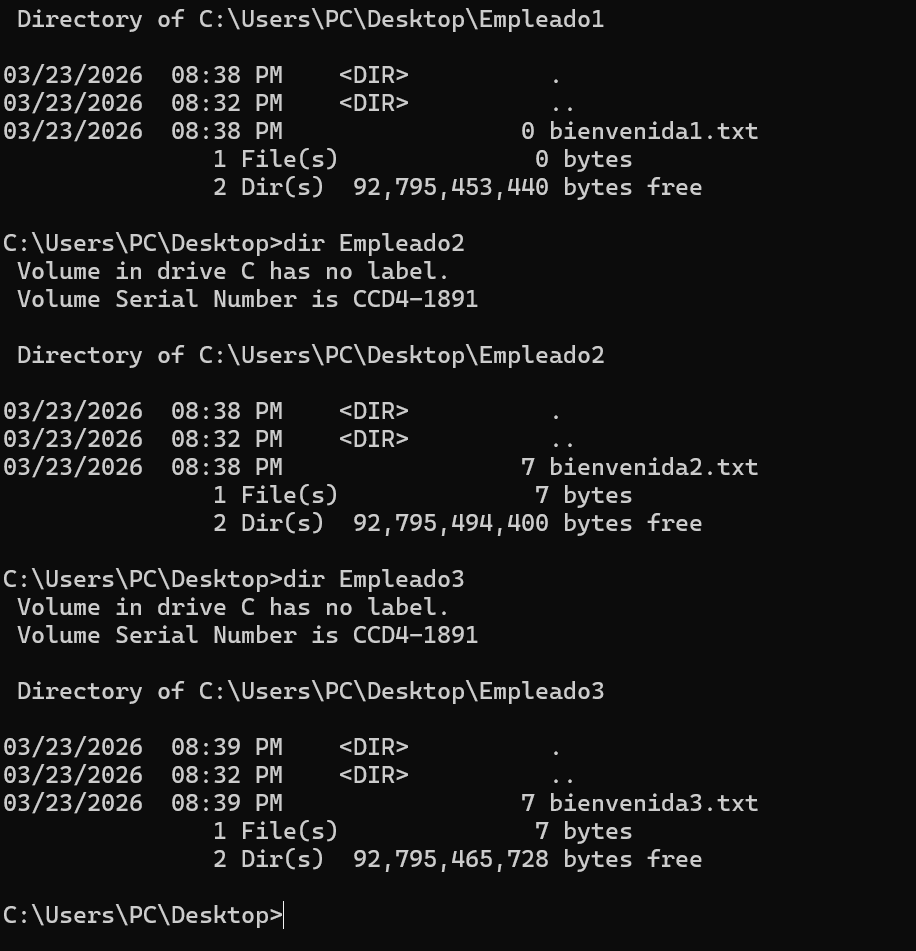 Directory of C:\Users\PC\Desktop\Empleado1
03/23/2026  08:38 PM    <DIR>          .
03/23/2026  08:32 PM    <DIR>          ..
03/23/2026  08:38 PM                 0 bienvenida1.txt
               1 File(s)              0 bytes
               2 Dir(s)  92,795,453,440 bytes free
C:\Users\PC\Desktop>dir Empleado2
 Volume in drive C has no label.
 Volume Serial Number is CCD4-1891
 Directory of C:\Users\PC\Desktop\Empleado2
03/23/2026  08:38 PM    <DIR>          .
03/23/2026  08:32 PM    <DIR>          ..
03/23/2026  08:38 PM                 7 bienvenida2.txt
               1 File(s)              7 bytes
               2 Dir(s)  92,795,494,400 bytes free
C:\Users\PC\Desktop>dir Empleado3
 Volume in drive C has no label.
 Volume Serial Number is CCD4-1891
 Directory of C:\Users\PC\Desktop\Empleado3
03/23/2026  08:39 PM    <DIR>          .
03/23/2026  08:32 PM    <DIR>          ..
03/23/2026  08:39 PM                 7 bienvenida3.txt
               1 File(s)              7 bytes
               2 Dir(s)  92,795,465,728 bytes free
C:\Users\PC\Desktop>